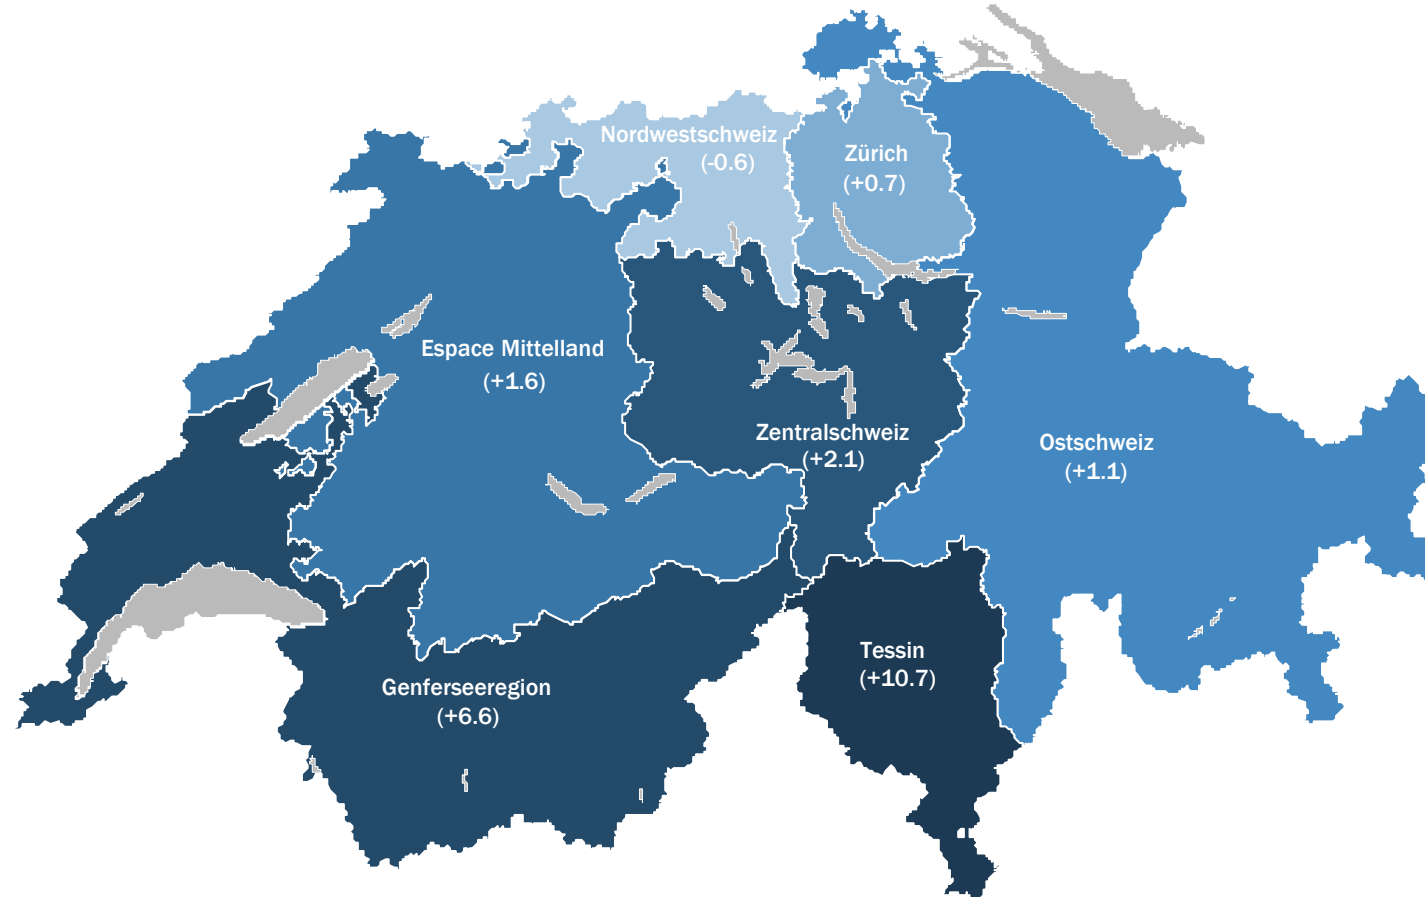 Nordwestschweiz
(-0.6)
Zürich
(+0.7)
Espace Mittelland
(+1.6)
Zentralschweiz
(+2.1)
Ostschweiz
(+1.1)
Tessin
(+10.7)
Genferseeregion
(+6.6)